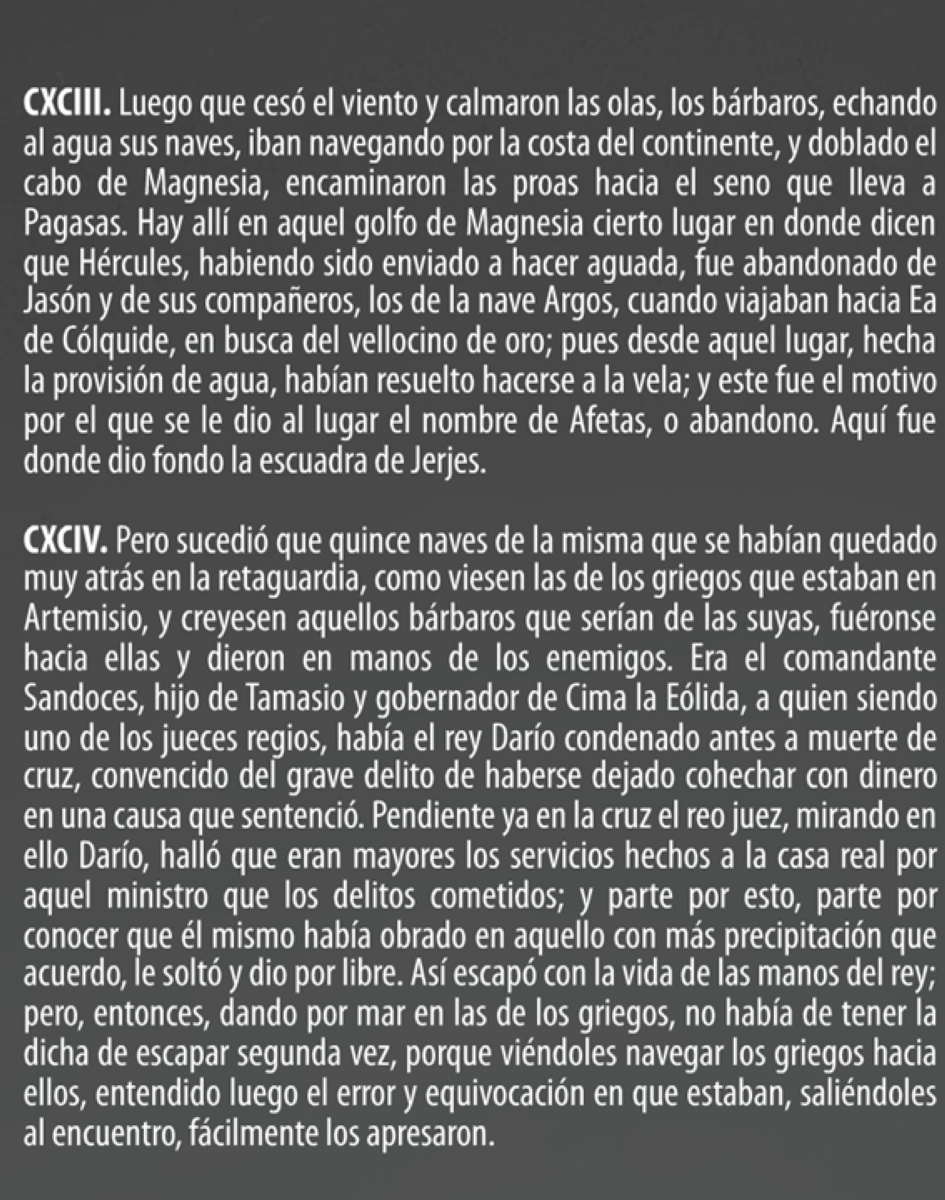 CXCIII. Luego que cesó el viento y calmaron las olas, los bárbaros, echando
al agua sus naves, iban navegando por la costa del continente, y doblado el
cabo de Magnesia, encaminaron las proas hacia el seno que lleva a
Pagasas. Hay allí en aquel golfo de Magnesia cierto lugar en donde dicen
que Hércules, habiendo sido enviado a hacer aguada, fue abandonado de
Jasón y de sus compañeros, los de la nave Argos, cuando viajaban hacia Ea
de Cólquide, en busca del vellocino de oro; pues desde aquel lugar, hecha
la provisión de agua, habían resuelto hacerse a la vela; y este fue el motivo
por el que se le dio al lugar el nombre de Afetas, o abandono. Aquí fue
donde dio fondo la escuadra de Jerjes.
CXCIV. Pero sucedió que quince naves de la misma que se habían quedado
muy atrás en la retaguardia, como viesen las de los griegos que estaban en
Artemisio, y creyesen aquellos bárbaros que serían de las suyas, fuéronse
hacia ellas y dieron en manos de los enemigos. Era el comandante
Sandoces, hijo de Tamasio y gobernador de Cima la Eólida, a quien siendo
uno de los jueces regios, había el rey Darío condenado antes a muerte de
cruz, convencido del grave delito de haberse dejado cohechar con dinero
en una causa que sentenció. Pendiente ya en la cruz el reo juez, mirando en
ello Darío, halló que eran mayores los servicios hechos a la casa real por
aquel ministro que los delitos cometidos; y parte por esto, parte por
conocer que él mismo había obrado en aquello con más precipitación que
acuerdo, le soltó y dio por libre. Así escapó con la vida de las manos del rey;
pero, entonces, dando por mar en las de los griegos, no había de tener la
dicha de escapar segunda vez, porque viéndoles navegar los griegos hacia
ellos, entendido luego el error y equivocación en que estaban, saliéndoles
al encuentro, fácilmente los apresaron.